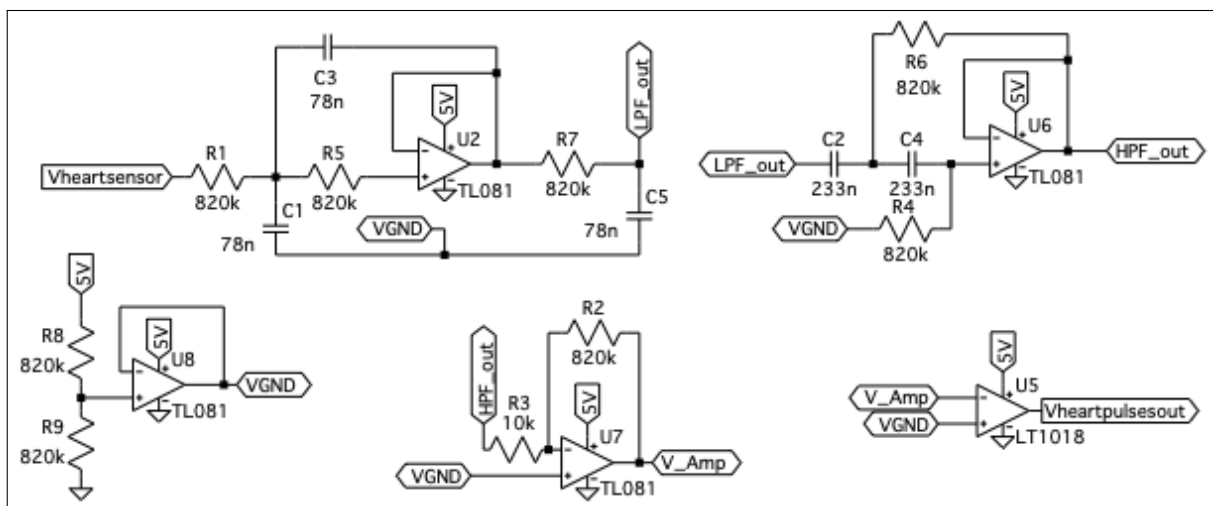 C3
78n
5V
U2
TL081
R1
820k
R5
820k
Vheartsensor
C1
78n
VGND
R7
820k
LPF_out
C5
78n
R6
820k
5V
U6
TL081
C2
233n
C4
233n
LPF_out
HPF_out
R4
820k
VGND
5V
R8
820k
R9
820k
5V
U8
TL081
VGND
HPF_out
R3
10k
R2
820k
5V
U7
TL081
VGND
V_Amp
5V
U5
V_Amp
VGND
LT1018
Vheartpulsesout